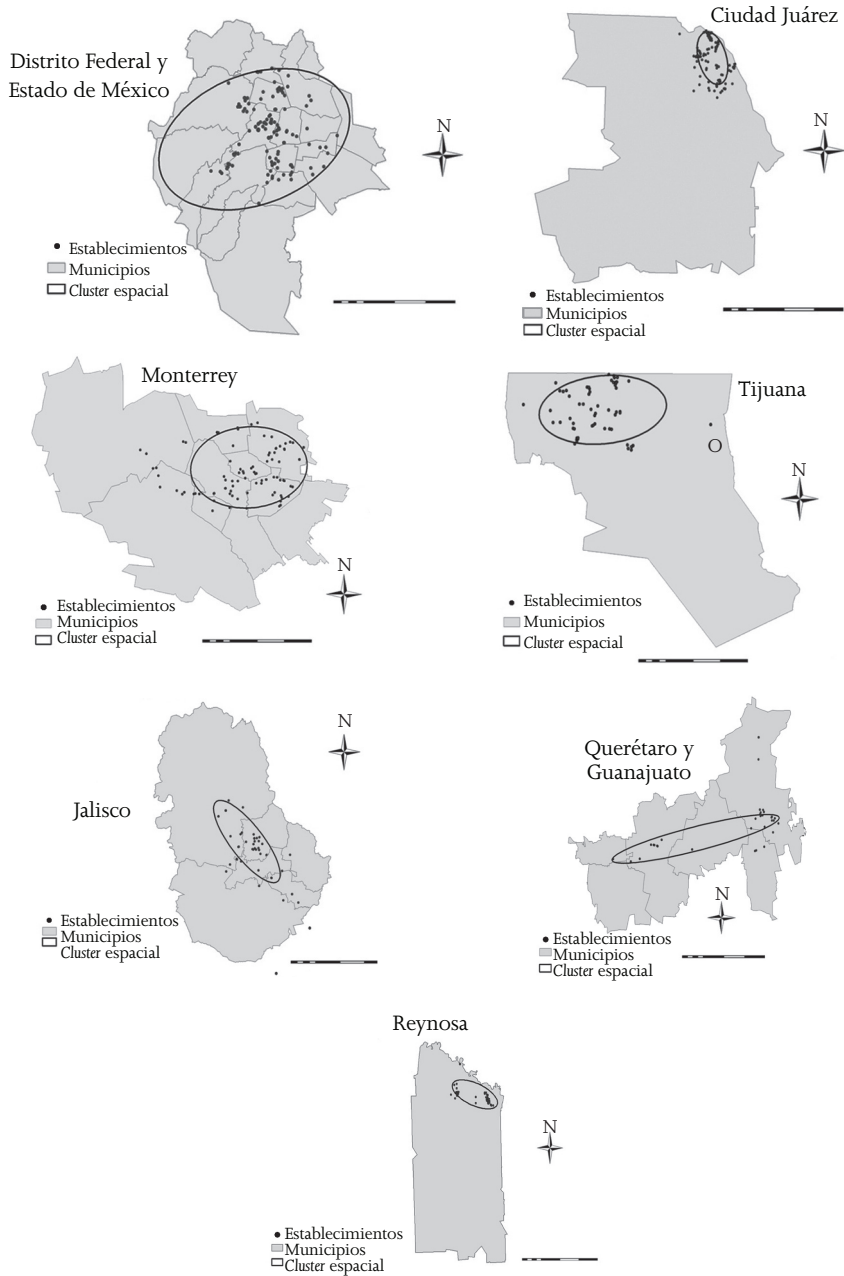 Distrito Federal y
Estado de México
N
Establecimientos
Municipios
Cluster espacial
Ciudad Juárez
N
Establecimientos
Municipios
Cluster espacial
Monterrey
N
Establecimientos
Municipios
Cluster espacial
Tijuana
O
N
Establecimientos
Municipios
Cluster espacial
Jalisco
N
Establecimientos
Municipios
Cluster espacial
Querétaro y
Guanajuato
N
Establecimientos
Municipios
Cluster espacial
Reynosa
N
Establecimientos
Municipios
Cluster espacial